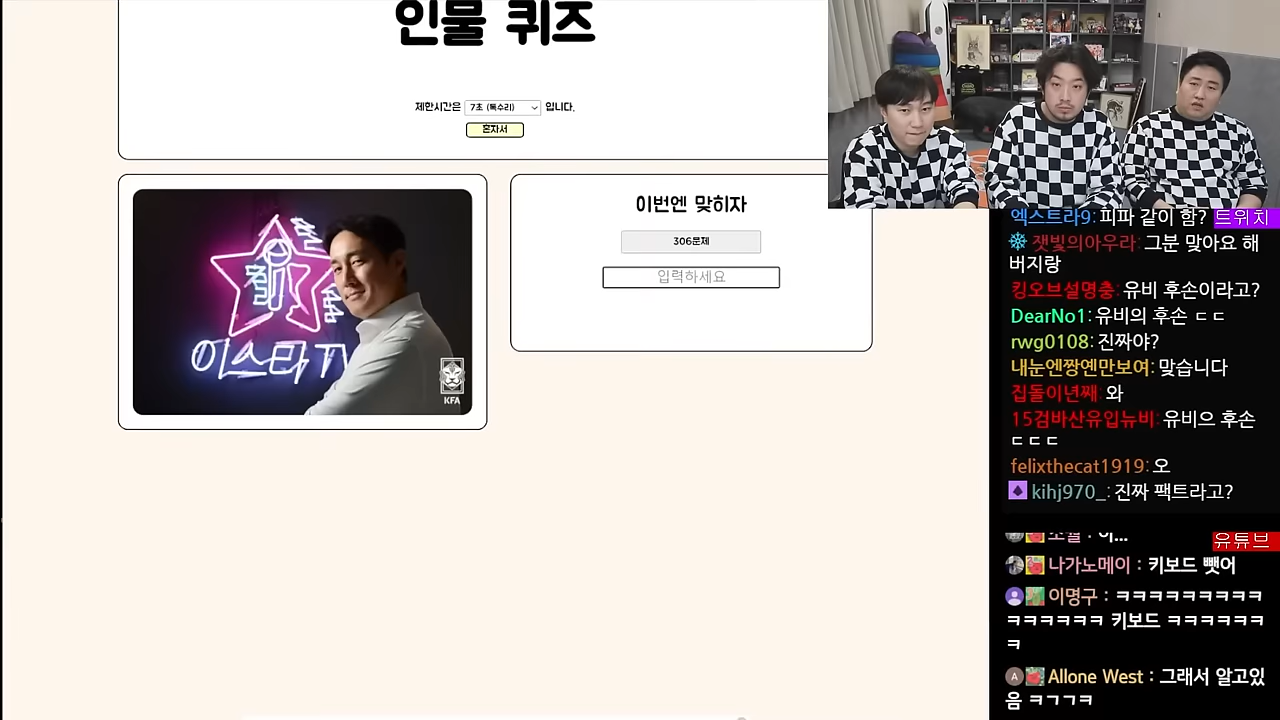 인물 퀴즈
제한시간은 7초 (독수리) 입니다.
혼자서
이스타TV
KFA
이번엔 맞히자
306문제
입력하세요
엑스트라9: 피파 같이 함? 트위치
잿빛의아우라: 그분 맞아요 해
버지랑
킹오브설명충: 유비 후손이라고?
DearNo1: 유비의 후손 ㄷㄷ
rwg0108: 진짜야?
내눈엔짱옌만보여: 맞습니다
집돌이년째: 와
15검바산유입뉴비: 유비으 후손
ㄷㄷㄷ
felixthecat1919: 오
kihj970_: 진짜 팩트라고?
유튜브
나가노메이 : 키보드 뺏어
이명구 : ㅋㅋㅋㅋㅋㅋㅋㅋㅋ
ㅋㅋㅋㅋㅋㅋ 키보드 ㅋㅋㅋㅋㅋㅋ
ㅋ
A Allone West : 그래서 알고있
음 ㅋㄱㄱㅋ